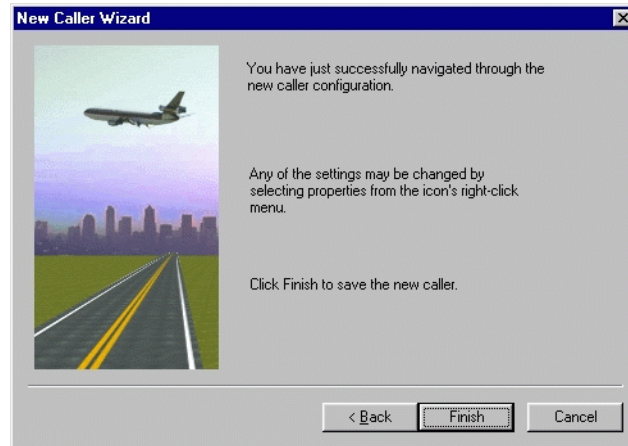 New Caller Wizard
You have just successfully navigated through the
new caller configuration.
Any of the settings may be changed by
selecting properties from the icon's right-click
menu.
Click Finish to save the new caller.
< Back
Finish
Cancel